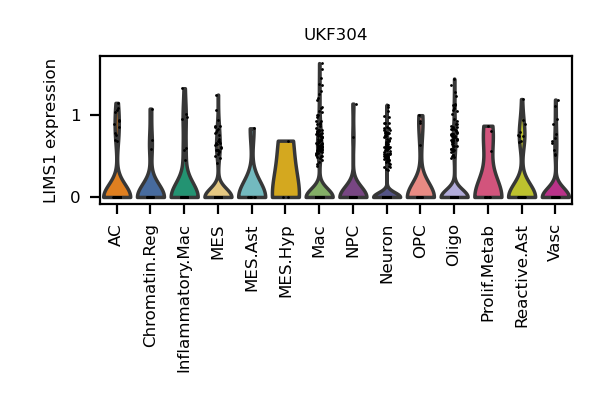 UKF304
LIMS1 expression
1
0
AC
Chromatin.Reg
Inflammatory.Mac
MES
MES.Ast
MES.Hyp
Mac
NPC
Neuron
OPC
Oligo
Prolif.Metab
Reactive.Ast
Vasc